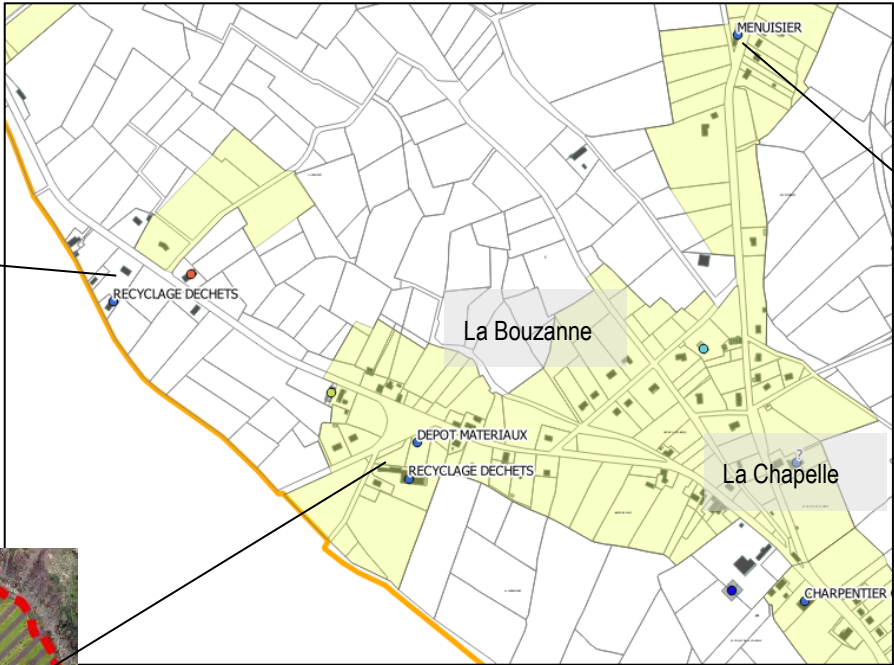 MENUISIER
RECYCLAGE DECHETS
La Bouzanne
DEPOT MATERIAUX
RECYCLAGE DECHETS
?
La Chapelle
CHARPENTIER